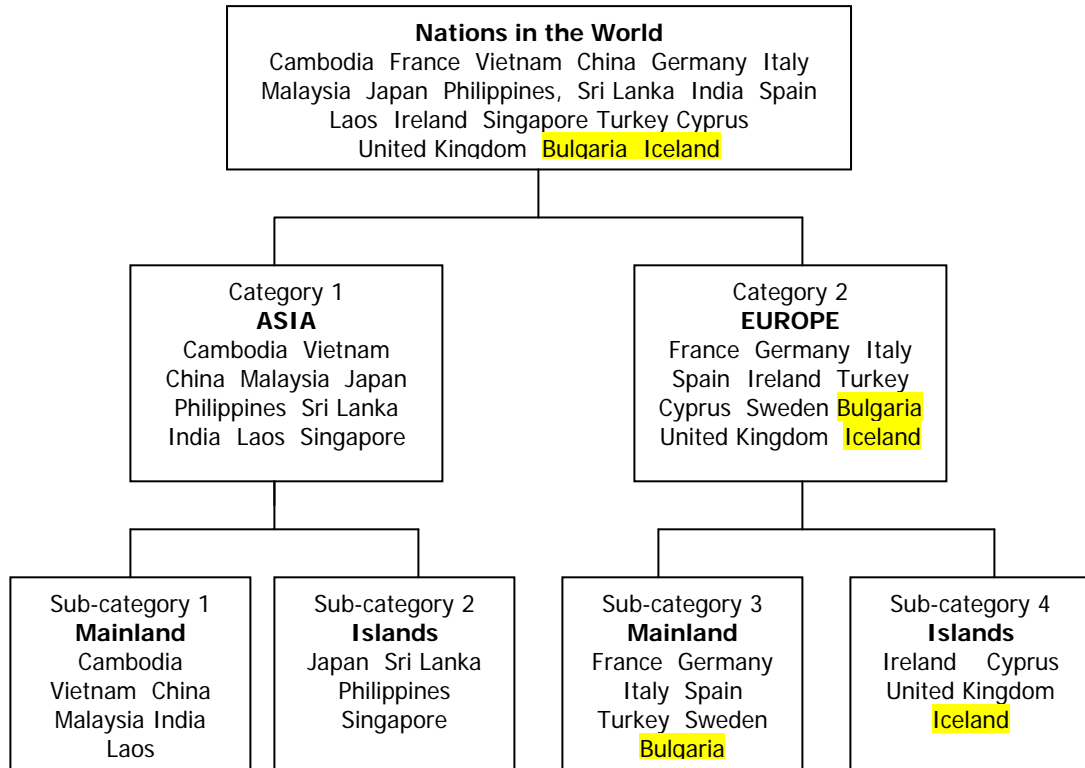 Nations in the World
Cambodia France Vietnam China Germany Italy
Malaysia Japan Philippines, Sri Lanka India Spain
Laos Ireland Singapore Turkey Cyprus
United Kingdom Bulgaria Iceland
Category 1
ASIA
Cambodia Vietnam
China Malaysia Japan
Philippines Sri Lanka
India Laos Singapore
Category 2
EUROPE
France Germany Italy
Spain Ireland Turkey
Cyprus Sweden Bulgaria
United Kingdom Iceland
Sub-category 1
Mainland
Cambodia
Vietnam China
Malaysia India
Laos
Sub-category 2
Islands
Japan Sri Lanka
Philippines
Singapore
Sub-category 3
Mainland
France Germany
Italy Spain
Turkey Sweden
Bulgaria
Sub-category 4
Islands
Ireland Cyprus
United Kingdom
Iceland